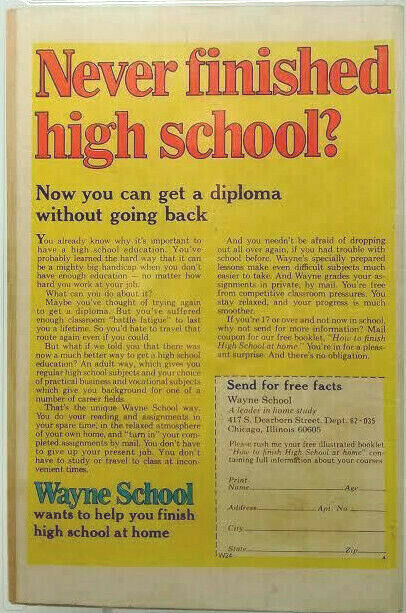 Never finished
high school?
Now you can get a diploma
without going back
You already know why it's important to
have a high school education. You've
probably learned the hard way that it can
be a mighty big handicap when you don't
have enough education — no matter how
hard you work at your job.
What can you do about it?
Maybe you've thought of trying again
to get a diploma. But you've suffered
enough classroom "battle fatigue" to last
you a lifetime. So you'd hate to travel that
route again even if you could.
But what if we told you that there was
now a much better way to get a high school
education? An adult way, which gives you
regular high school subjects and your choice
of practical business and vocational subjects
which give you background for one of a
number of career fields.
That's the unique Wayne School way.
You do your reading and assignments in
your spare time, in the relaxed atmosphere
of your own home, and "turn in" your com-
pleted assignments by mail. You don't have
to give up your present job. You don't
have to study or travel to class at incon-
venient times.
Wayne School
wants to help you finish
high school at home
And you needn't be afraid of dropping
out all over again, if you had trouble with
school before. Wayne's specially prepared
lessons make even difficult subjects much
easier to take. And Wayne grades your as-
signments in private, by mail. You're free
from competitive classroom pressures. You
stay relaxed, and your progress is much
smoother.
If you're 17 or over and not now in school,
why not send for more information? Mail
coupon for our free booklet, "How to finish
High School at home." You're in for a pleas-
ant surprise. And there's no obligation.
Send for free facts
Wayne School
A leader in home study
417 S. Dearborn Street, Dept. 82-035
Chicago, Illinois 60605
Please rush me your free illustrated booklet
"How to finish High School at home" con-
taining full information about your courses
Print
Name Age
Address Apt. No.
City
State Zip
W24 4